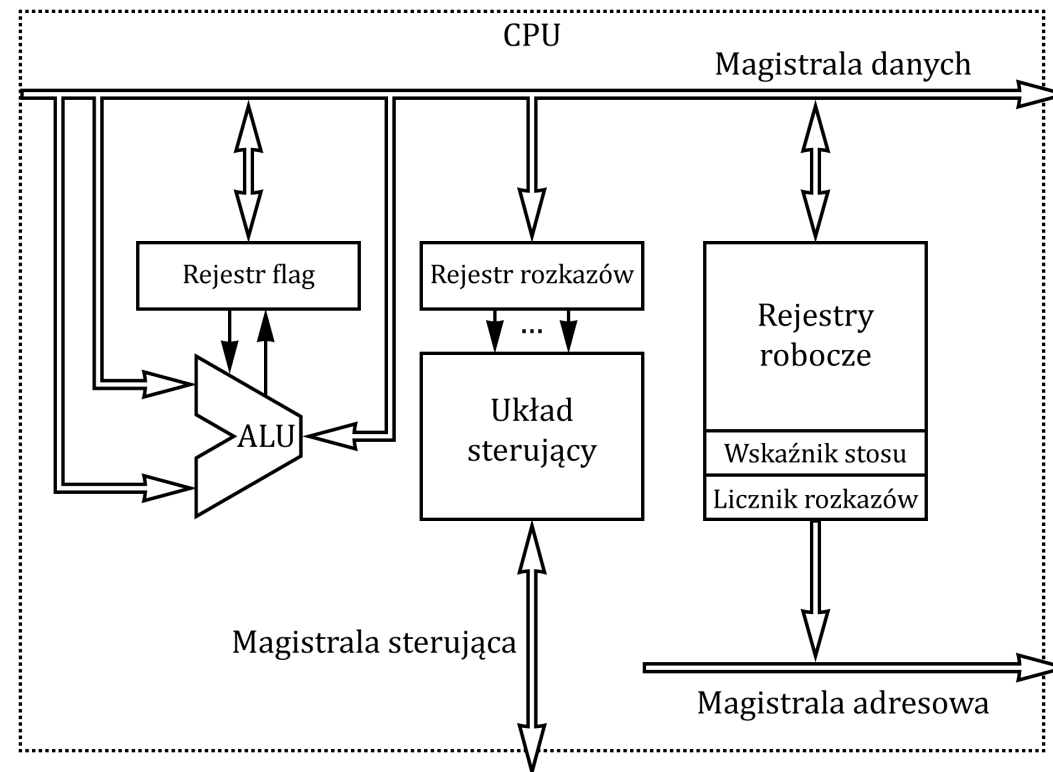 CPU
Magistrala danych
Rejestr flag
Rejestr rozkazów
Rejestry
robocze
...
ALU
Układ
sterujący
Wskaźnik stosu
Licznik rozkazów
Magistrala sterująca
Magistrala adresowa